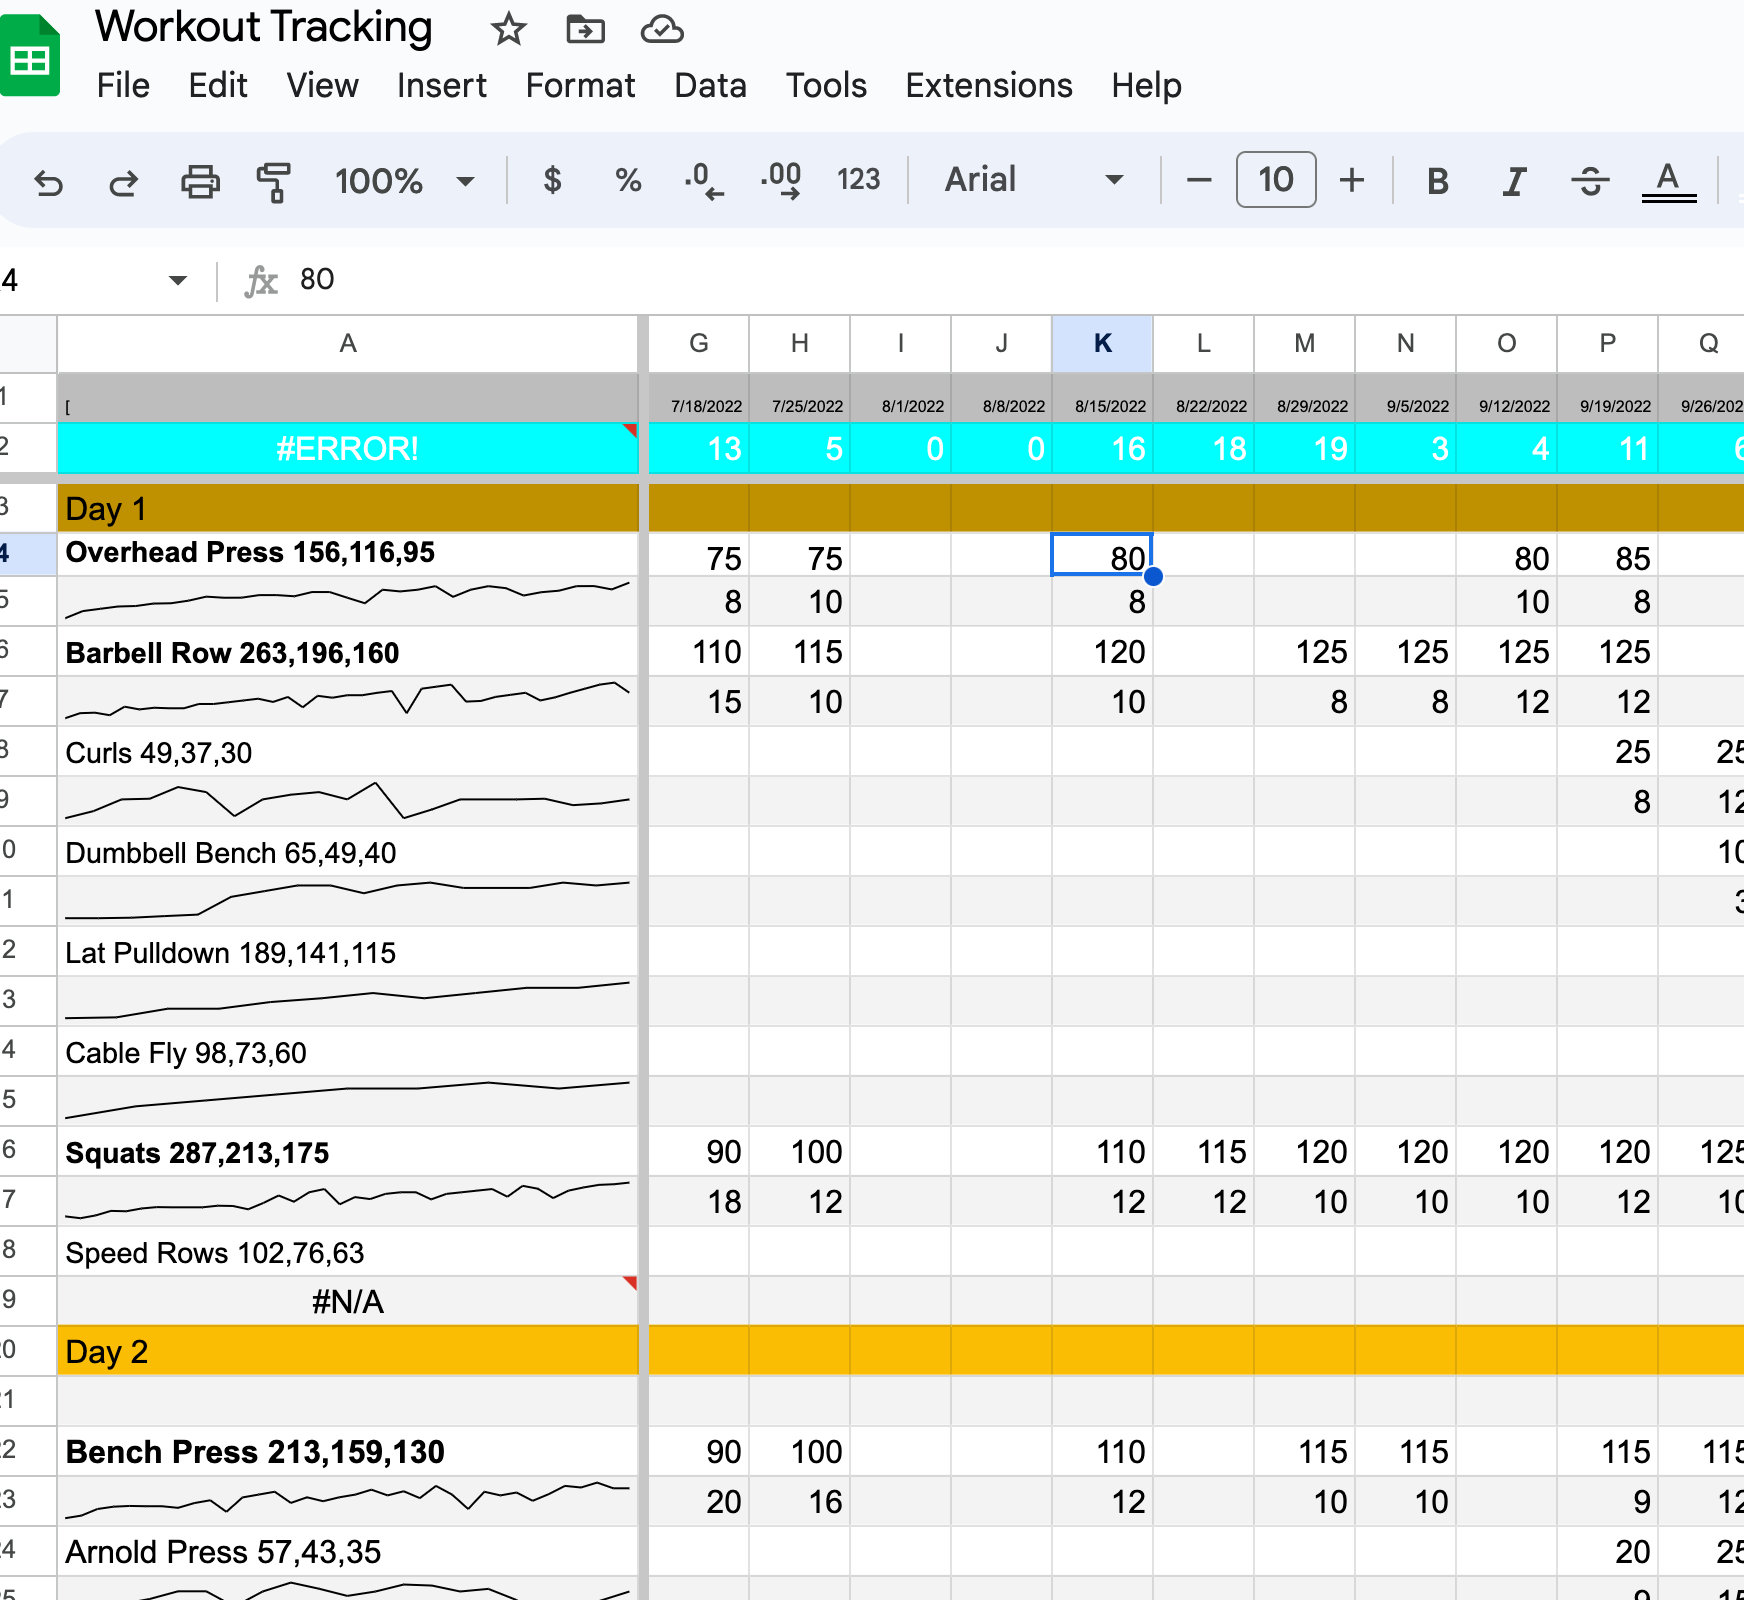 Workout Tracking
File Edit View Insert Format Data Tools Extensions Help
100% $ % .0 .00 123 Arial 10 B I S A
4 fx 80
A G H I J K L M N O P Q
1 [ 7/18/2022 7/25/2022 8/1/2022 8/8/2022 8/15/2022 8/22/2022 8/29/2022 9/5/2022 9/12/2022 9/19/2022 9/26/202
2 #ERROR! 13 5 0 0 16 18 19 3 4 11 6
3 Day 1
4 Overhead Press 156,116,95 75 75 80 80 85
5 8 10 8 10 8
6 Barbell Row 263,196,160 110 115 120 125 125 125 125
7 15 10 10 8 8 12 12
8 Curls 49,37,30 25 25
9 8 12
0 Dumbbell Bench 65,49,40 10
1 3
2 Lat Pulldown 189,141,115
3
4 Cable Fly 98,73,60
5
6 Squats 287,213,175 90 100 110 115 120 120 120 120 125
7 18 12 12 12 10 10 10 12 10
8 Speed Rows 102,76,63
9 #N/A
20 Day 2
21
22 Bench Press 213,159,130 90 100 110 115 115 115 115
23 20 16 12 10 10 9 12
24 Arnold Press 57,43,35 20 25
25 9 15